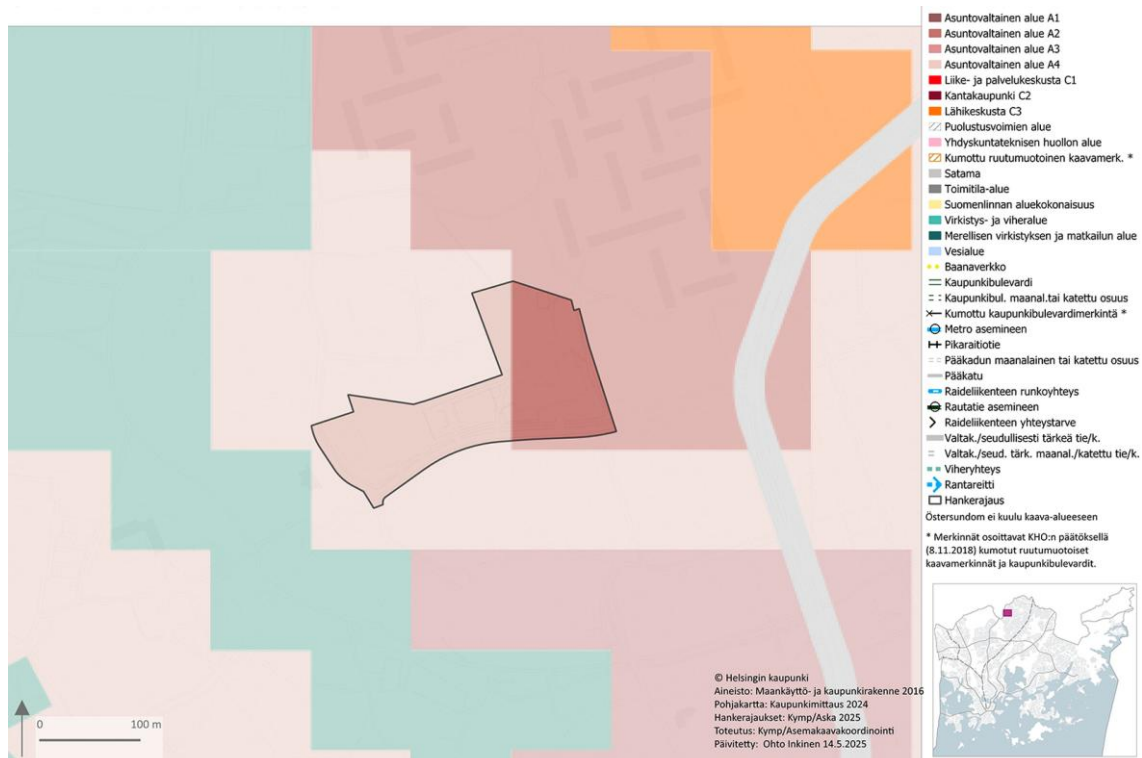 Asuntovaltainen alue A1
Asuntovaltainen alue A2
Asuntovaltainen alue A3
Asuntovaltainen alue A4
Liike- ja palvelukeskusta C1
Kantakaupunki C2
Lähikeskusta C3
Puolustusvoimien alue
Yhdyskuntateknisen huollon alue
Kumottu ruutumuotoinen kaavamerk. *
Satama
Toimitila-alue
Suomenlinnan aluekokonaisuus
Virkistys- ja viheralue
Merellisen virkistyksen ja matkailun alue
Vesialue
Baanaverkko
Kaupunkibulevardi
Kaupunkibul. maanal.tai katettu osuus
Kumottu kaupunkibulevardimerkintä *
Metro asemineen
Pikaraitiotie
Pääkadun maanalainen tai katettu osuus
Pääkatu
Raideliikenteen runkoyhteys
Rautatie asemineen
Raideliikenteen yhteystarve
Valtak./seudullisesti tärkeä tie/k.
Valtak./seud. tärk. maanal./katettu tie/k.
Viheryhteys
Rantareitti
Hankerajaus
Östersundom ei kuulu kaava-alueeseen
* Merkinnät osoittavat KHO:n päätöksellä
(8.11.2018) kumotut ruutumuotoiset
kaavamerkinnät ja kaupunkibulevardit.
© Helsingin kaupunki
Aineisto: Maankäyttö- ja kaupunkirakenne 2016
Pohjakartta: Kaupunkimittaus 2024
Hankerajaukset: Kymp/Aska 2025
Toteutus: Kymp/Asemakaavakoordinointi
Päivitetty: Ohto Inkinen 14.5.2025
0 100 m